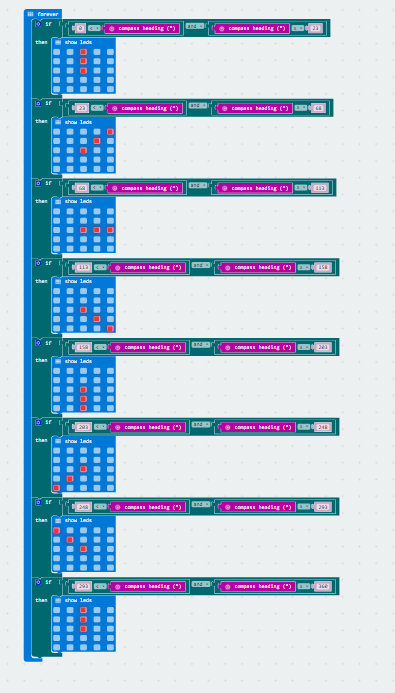 forever
if 0 compass heading (°) and compass heading (°) 23
then show leds
if 23 compass heading (°) and compass heading (°) 68
then show leds
if 68 compass heading (°) and compass heading (°) 113
then show leds
if 113 compass heading (°) and compass heading (°) 158
then show leds
if 158 compass heading (°) and compass heading (°) 203
then show leds
if 203 compass heading (°) and compass heading (°) 248
then show leds
if 248 compass heading (°) and compass heading (°) 293
then show leds
if 293 compass heading (°) and compass heading (°) 360
then show leds